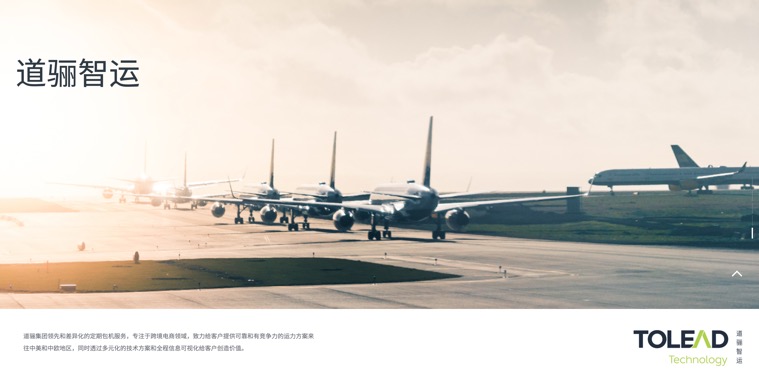 道骊智运
道骊集团领先和差异化的定期包机服务，专注于跨境电商领域，致力给客户提供可靠和有竞争力的运力方案来
往中美和中欧地区，同时透过多元化的技术方案和全程信息可视化给客户创造价值。
TOLEAD 道骊智运
Technology